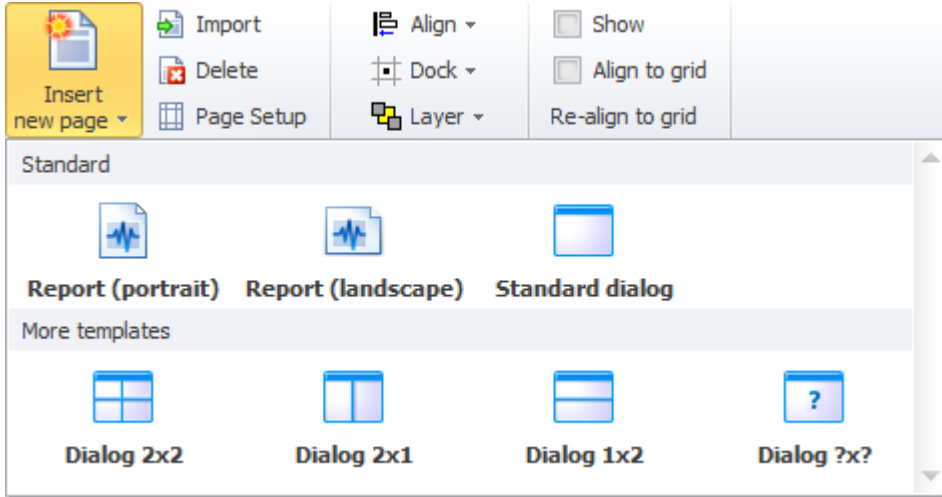 Insert
new page
Import
Delete
Page Setup
Align
Dock
Layer
Show
Align to grid
Re-align to grid
Standard
Report (portrait) Report (landscape) Standard dialog
More templates
?
Dialog 2x2 Dialog 2x1 Dialog 1x2 Dialog ?x?